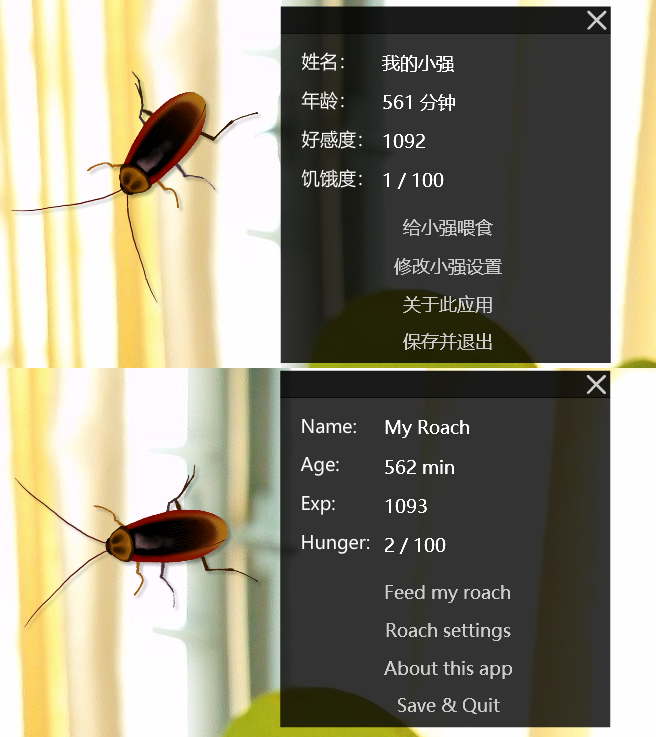 姓名： 我的小强
年龄： 561 分钟
好感度： 1092
饥饿度： 1 / 100
给小强喂食
修改小强设置
关于此应用
保存并退出
Name: My Roach
Age: 562 min
Exp: 1093
Hunger: 2 / 100
Feed my roach
Roach settings
About this app
Save & Quit